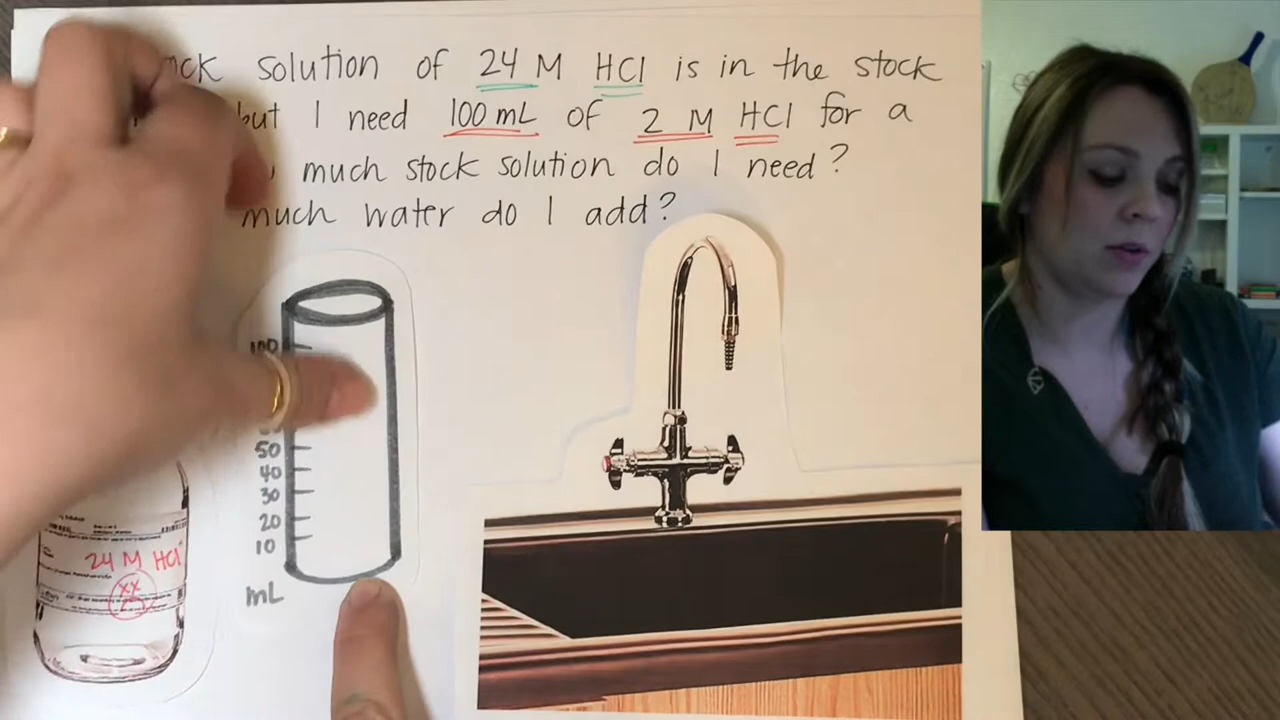 solution of 24 M HCl is in the stock
but I need 100 mL of 2 M HCl for a
much stock solution do I need?
much water do I add?
100
50
40
30
20
10
mL
24 M HCl
XX